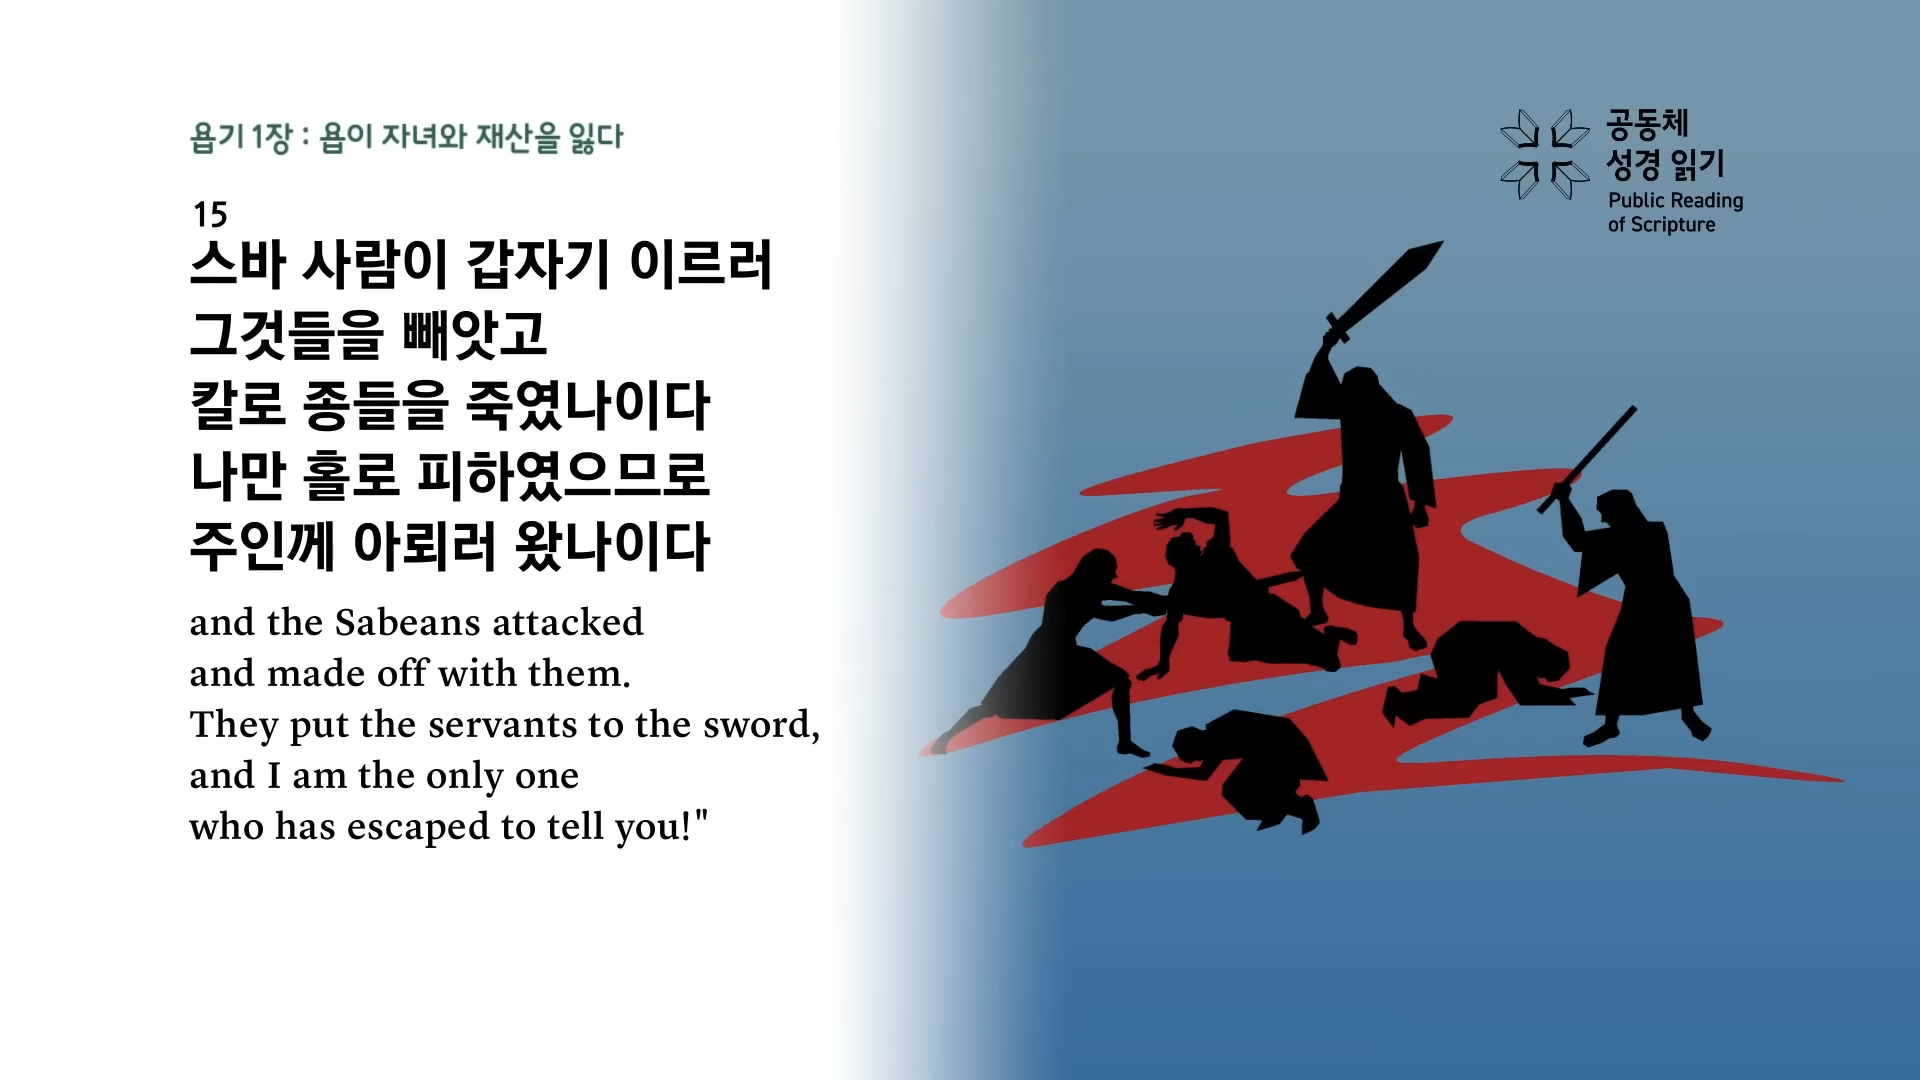 욥기 1장 : 욥이 자녀와 재산을 잃다
15
스바 사람이 갑자기 이르러
그것들을 빼앗고
칼로 종들을 죽였나이다
나만 홀로 피하였으므로
주인께 아뢰러 왔나이다
and the Sabeans attacked
and made off with them.
They put the servants to the sword,
and I am the only one
who has escaped to tell you!"
공동체
성경 읽기
Public Reading
of Scripture